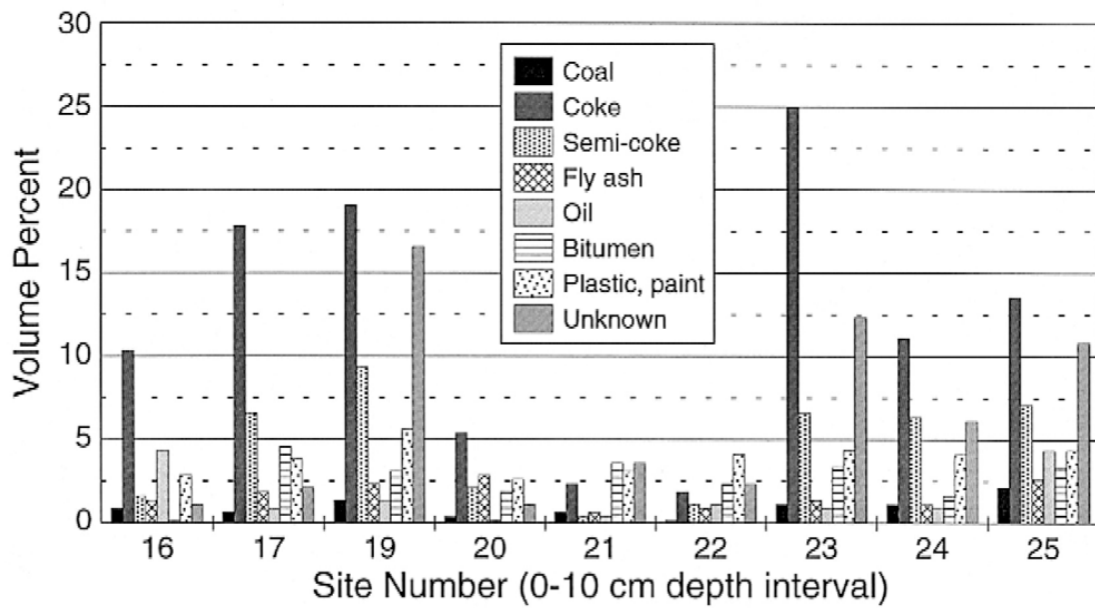 30
25
20
15
10
5
0
Volume Percent
Coal
Coke
Semi-coke
Fly ash
Oil
Bitumen
Plastic, paint
Unknown
16 17 19 20 21 22 23 24 25
Site Number (0-10 cm depth interval)